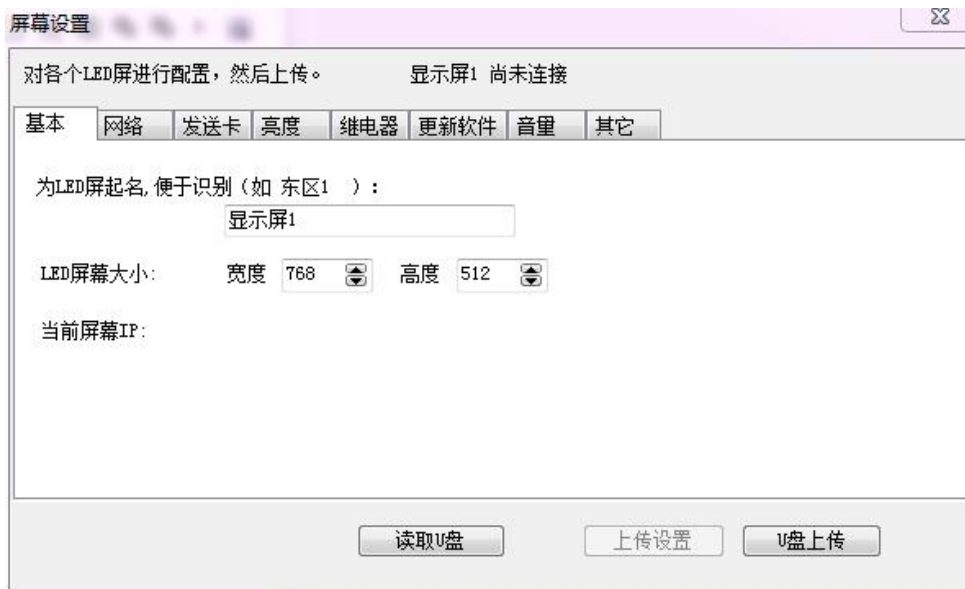 屏幕设置
对各个LED屏进行配置，然后上传。 显示屏1 尚未连接
基本 网络 发送卡 亮度 继电器 更新软件 音量 其它
为LED屏起名,便于识别(如 东区1 ):
显示屏1
LED屏幕大小: 宽度 768 高度 512
当前屏幕IP:
读取U盘 上传设置 U盘上传